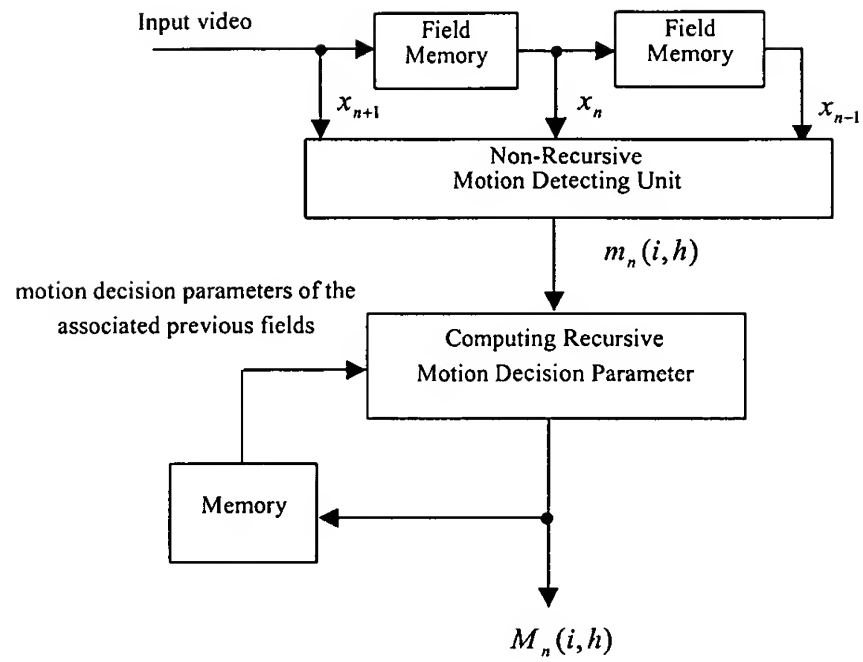 Input video
Field
Memory
Field
Memory
x_{n+1}
x_n
x_{n-1}
Non-Recursive
Motion Detecting Unit
m_n(i,h)
motion decision parameters of the
associated previous fields
Computing Recursive
Motion Decision Parameter
Memory
M_n(i,h)